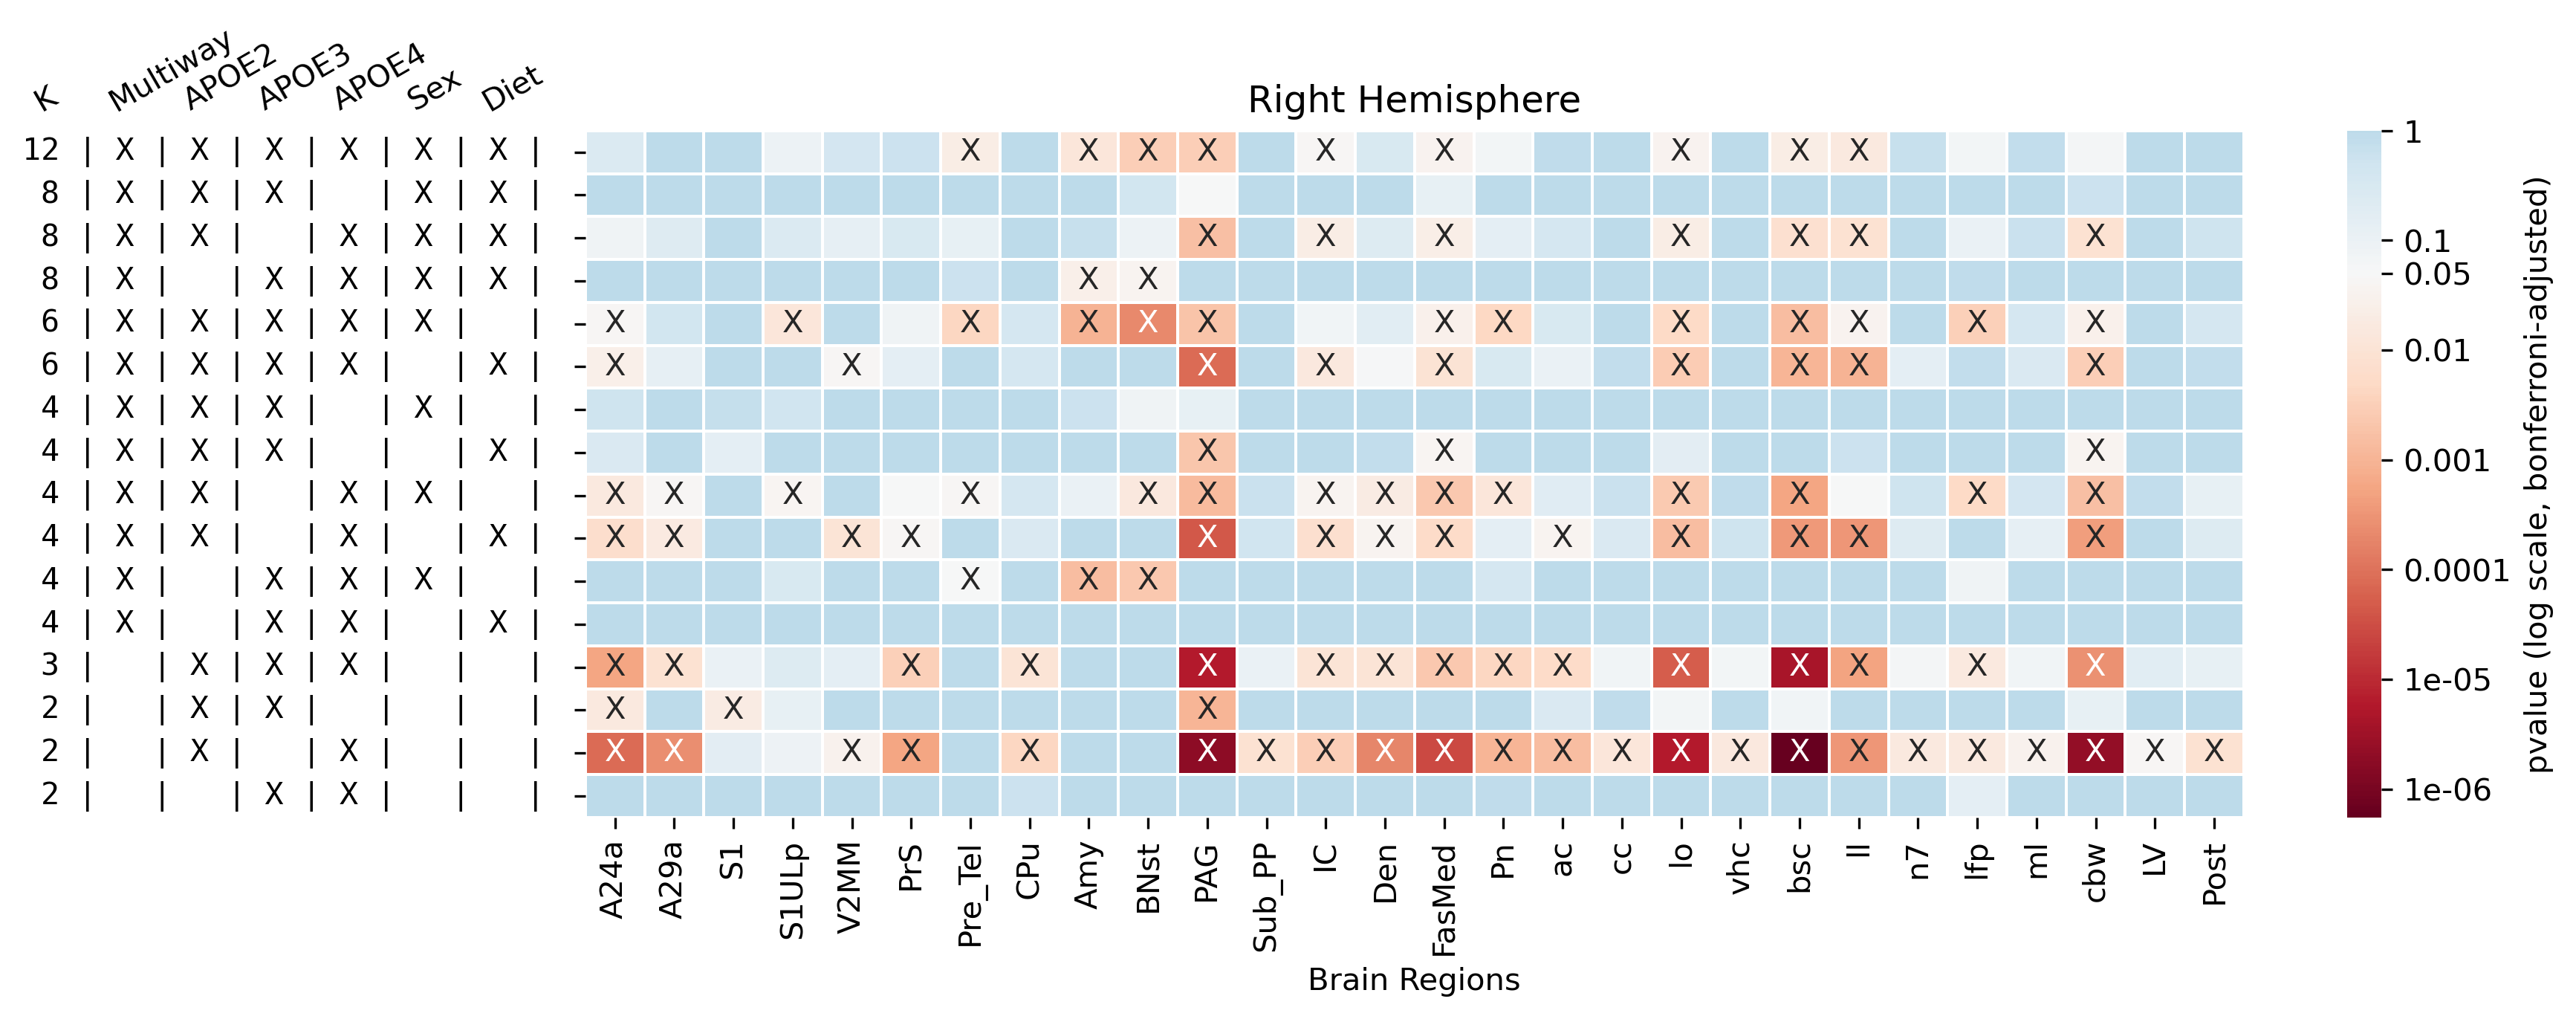 K Multiway APOE2 APOE3 APOE4 Sex Diet
Right Hemisphere
12 | X | X | X | X | X | X | X X X X X X X X X
8 | X | X | X | | X | X |
8 | X | X | | X | X | X | X X X X X X X
8 | X | | X | X | X | X | X X
6 | X | X | X | X | X | | X X X X X X X X X X X X X
6 | X | X | X | X | | X | X X X X X X X X X
4 | X | X | X | | X | |
4 | X | X | X | | | X | X X X
4 | X | X | | X | X | | X X X X X X X X X X X X X X
4 | X | X | | X | | X | X X X X X X X X X X X X X
4 | X | | X | X | X | | X X X
4 | X | | X | X | | X |
3 | | X | X | X | | | X X X X X X X X X X X X X X X
2 | | X | X | | | | X X X
2 | | X | | X | | | X X X X X X X X X X X X X X X X X X X X X X X
2 | | | X | X | | |
A24a A29a S1 S1ULp V2MM PrS Pre_Tel CPu Amy BNst PAG Sub_PP IC Den FasMed Pn ac cc lo vhc bsc ll n7 lfp ml cbw LV Post
Brain Regions
1
0.1
0.05
0.01
0.001
0.0001
1e-05
1e-06
pvalue (log scale, bonferroni-adjusted)